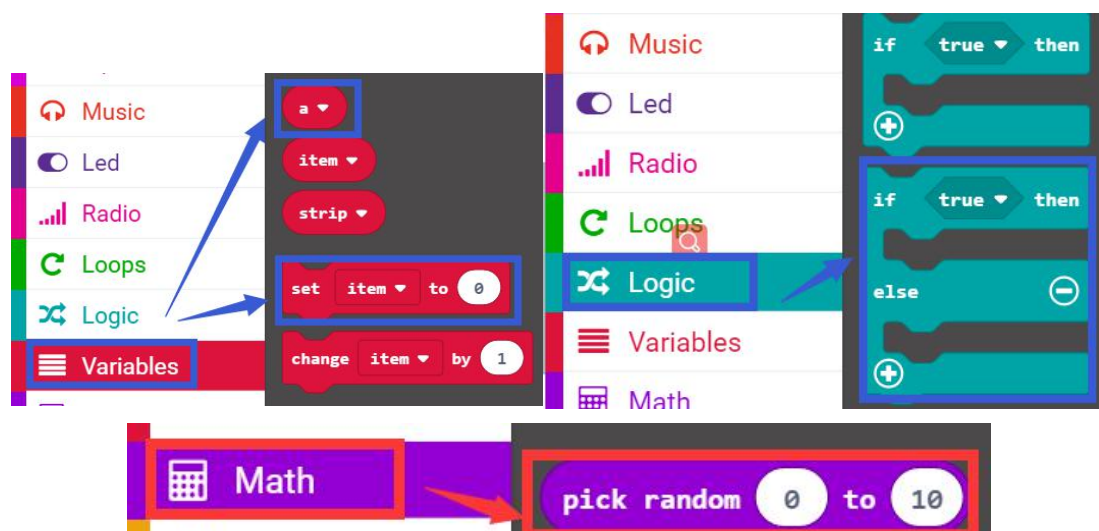 Music
Led
Radio
Loops
Logic
Variables
a
item
strip
set item to 0
change item by 1
Music
Led
Radio
Loops
Logic
Variables
Math
if true then
if true then
else
Math
pick random 0 to 10